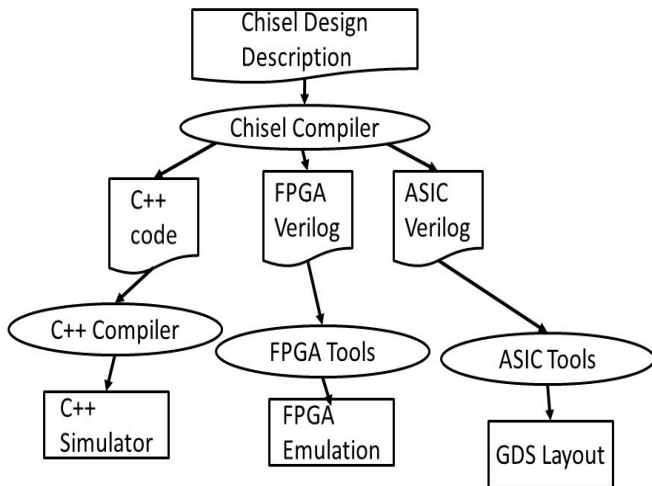 Chisel Design
Description
Chisel Compiler
C++
code
FPGA
Verilog
ASIC
Verilog
C++ Compiler
FPGA Tools
ASIC Tools
C++
Simulator
FPGA
Emulation
GDS Layout